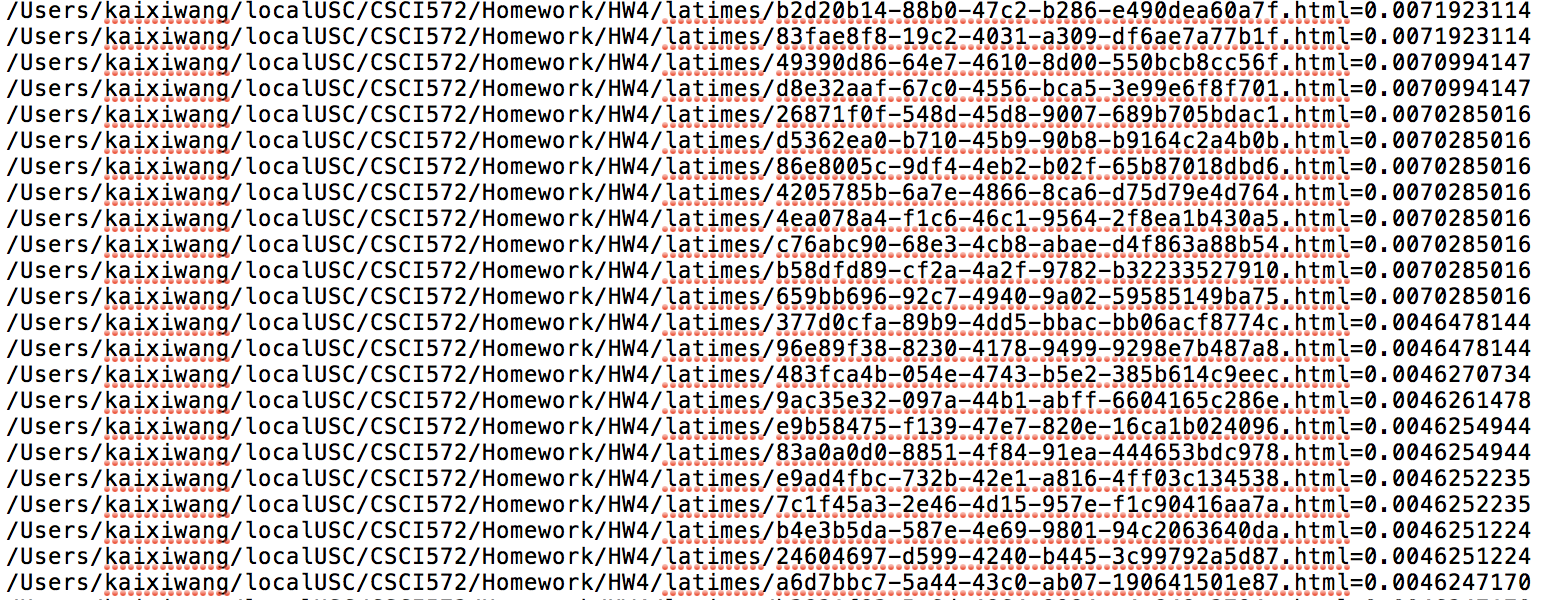 /Users/kaixiwang/localUSC/CSCI572/Homework/HW4/latimes/b2d20b14-88b0-47c2-b286-e490dea60a7f.html=0.0071923114
/Users/kaixiwang/localUSC/CSCI572/Homework/HW4/latimes/83fae8f8-19c2-4031-a309-df6ae7a77b1f.html=0.0071923114
/Users/kaixiwang/localUSC/CSCI572/Homework/HW4/latimes/49390d86-64e7-4610-8d00-550bcb8cc56f.html=0.0070994147
/Users/kaixiwang/localUSC/CSCI572/Homework/HW4/latimes/d8e32aaf-67c0-4556-bca5-3e99e6f8f701.html=0.0070994147
/Users/kaixiwang/localUSC/CSCI572/Homework/HW4/latimes/26871f0f-548d-45d8-9007-689b705bdac1.html=0.0070285016
/Users/kaixiwang/localUSC/CSCI572/Homework/HW4/latimes/d5362ea0-b710-45b9-90b8-b9164c2a4b0b.html=0.0070285016
/Users/kaixiwang/localUSC/CSCI572/Homework/HW4/latimes/86e8005c-9df4-4eb2-b02f-65b87018dbd6.html=0.0070285016
/Users/kaixiwang/localUSC/CSCI572/Homework/HW4/latimes/4205785b-6a7e-4866-8ca6-d75d79e4d764.html=0.0070285016
/Users/kaixiwang/localUSC/CSCI572/Homework/HW4/latimes/4ea078a4-f1c6-46c1-9564-2f8ea1b430a5.html=0.0070285016
/Users/kaixiwang/localUSC/CSCI572/Homework/HW4/latimes/c76abc90-68e3-4cb8-abae-d4f863a88b54.html=0.0070285016
/Users/kaixiwang/localUSC/CSCI572/Homework/HW4/latimes/b58dfd89-cf2a-4a2f-9782-b32233527910.html=0.0070285016
/Users/kaixiwang/localUSC/CSCI572/Homework/HW4/latimes/659bb696-92c7-4940-9a02-59585149ba75.html=0.0070285016
/Users/kaixiwang/localUSC/CSCI572/Homework/HW4/latimes/377d0cfa-89b9-4dd5-bbac-bb06acf8774c.html=0.0046478144
/Users/kaixiwang/localUSC/CSCI572/Homework/HW4/latimes/96e89f38-8230-4178-9499-9298e7b487a8.html=0.0046478144
/Users/kaixiwang/localUSC/CSCI572/Homework/HW4/latimes/483fca4b-054e-4743-b5e2-385b614c9eec.html=0.0046270734
/Users/kaixiwang/localUSC/CSCI572/Homework/HW4/latimes/9ac35e32-097a-44b1-abff-6604165c286e.html=0.0046261478
/Users/kaixiwang/localUSC/CSCI572/Homework/HW4/latimes/e9b58475-f139-47e7-820e-16ca1b024096.html=0.0046254944
/Users/kaixiwang/localUSC/CSCI572/Homework/HW4/latimes/83a0a0d0-8851-4f84-91ea-444653bdc978.html=0.0046254944
/Users/kaixiwang/localUSC/CSCI572/Homework/HW4/latimes/e9ad4fbc-732b-42e1-a816-4ff03c134538.html=0.0046252235
/Users/kaixiwang/localUSC/CSCI572/Homework/HW4/latimes/7c1f45a3-2e46-4d15-957e-f1c90416aa7a.html=0.0046252235
/Users/kaixiwang/localUSC/CSCI572/Homework/HW4/latimes/b4e3b5da-587e-4e69-9801-94c2063640da.html=0.0046251224
/Users/kaixiwang/localUSC/CSCI572/Homework/HW4/latimes/24604697-d599-4240-b445-3c99792a5d87.html=0.0046251224
/Users/kaixiwang/localUSC/CSCI572/Homework/HW4/latimes/a6d7bbc7-5a44-43c0-ab07-190641501e87.html=0.0046247170